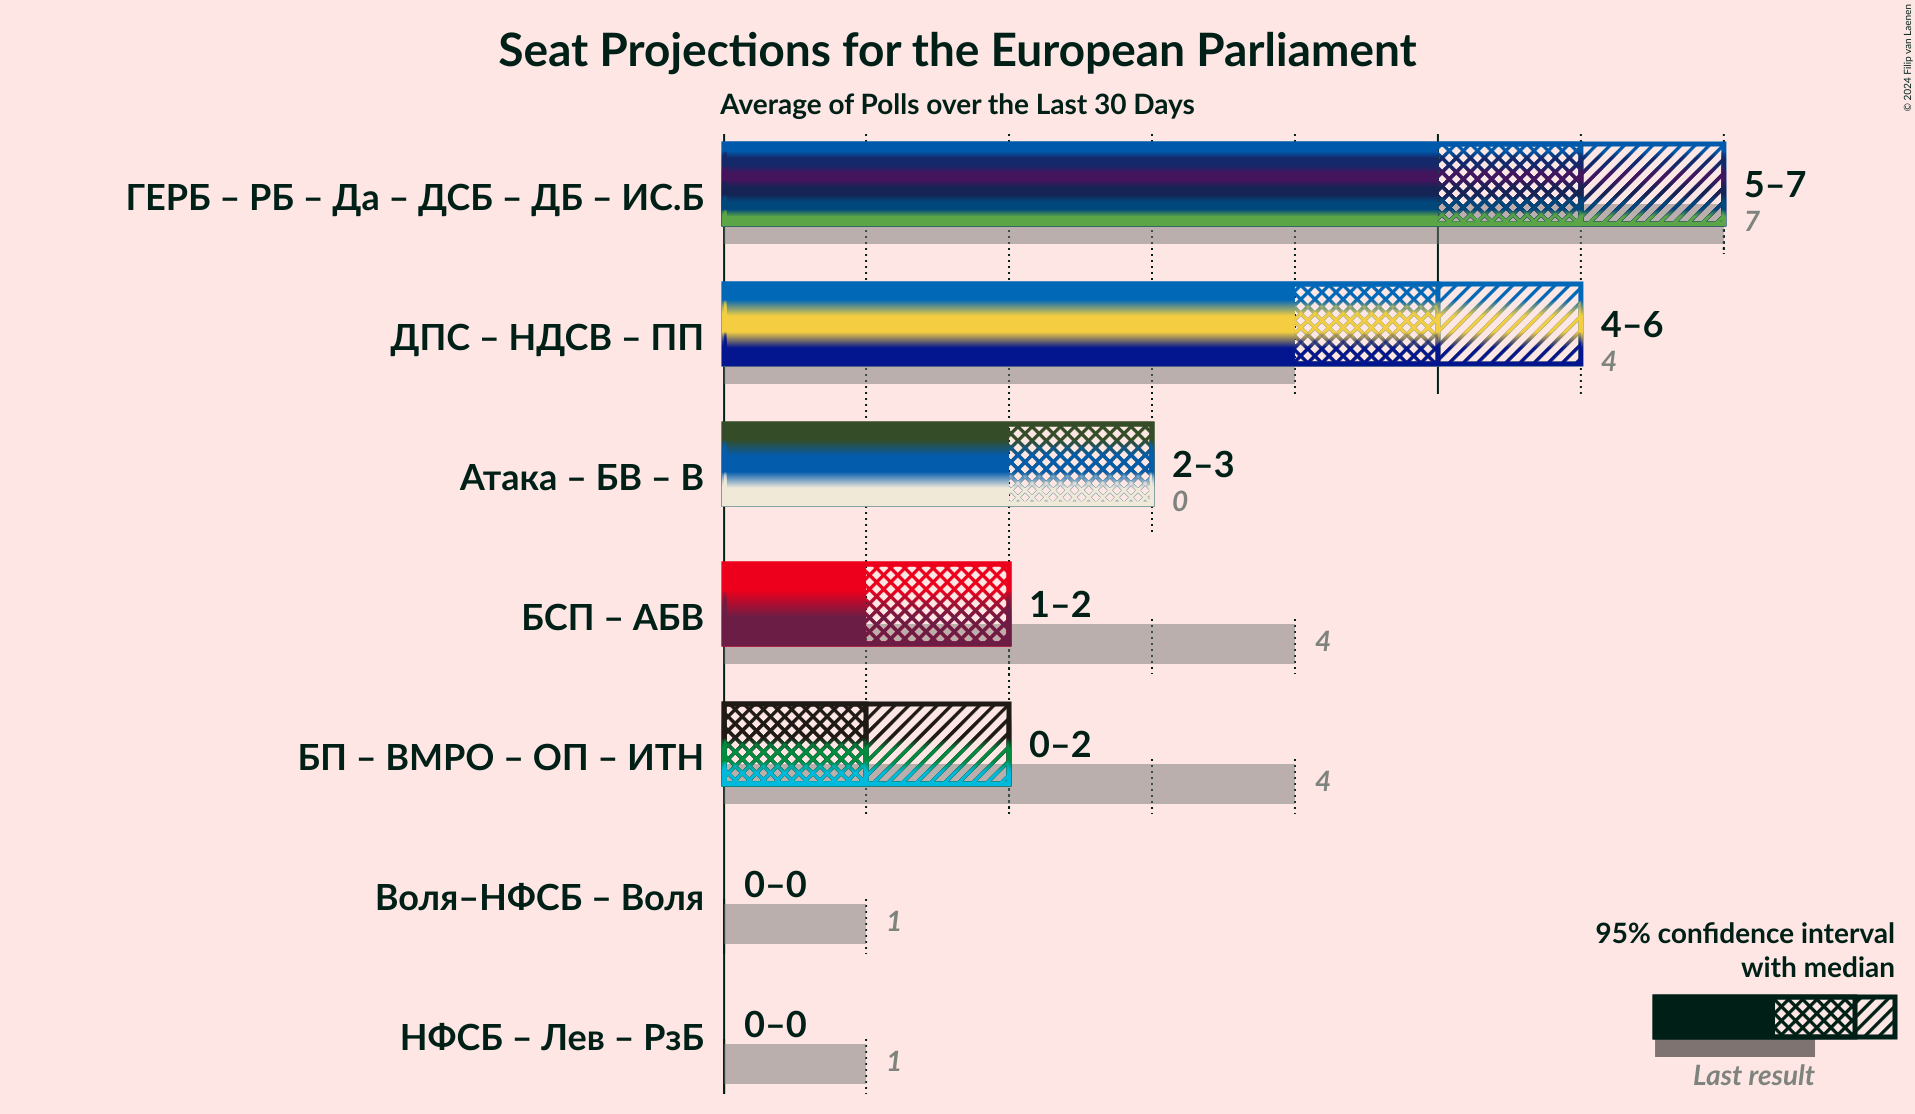 Seat Projections for the European Parliament
Average of Polls over the Last 30 Days
© 2024 Filip van Laenen
ГЕРБ – РБ – Да – ДСБ – ДБ – ИС.Б
5–7
7
ДПС – НДСВ – ПП
4–6
4
Атака – БВ – В
2–3
0
БСП – АБВ
1–2
4
БП – ВМРО – ОП – ИТН
0–2
4
Воля–НФСБ – Воля
0–0
1
НФСБ – Лев – РзБ
0–0
1
95% confidence interval
with median
Last result